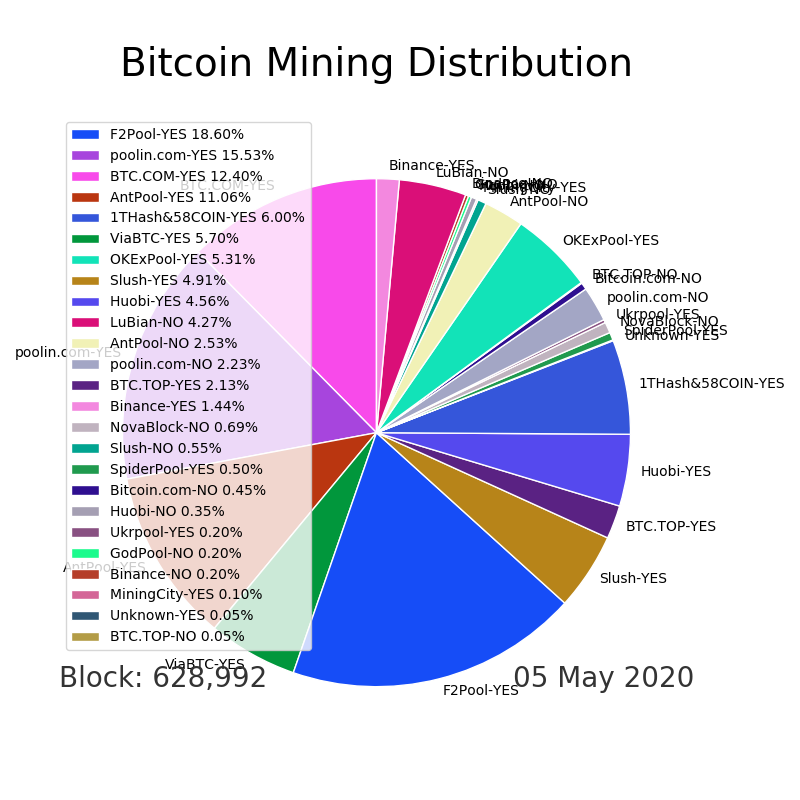 Bitcoin Mining Distribution
F2Pool-YES 18.60%
poolin.com-YES 15.53%
BTC.COM-YES 12.40%
AntPool-YES 11.06%
1THash&58COIN-YES 6.00%
ViaBTC-YES 5.70%
OKExPool-YES 5.31%
Slush-YES 4.91%
Huobi-YES 4.56%
LuBian-NO 4.27%
AntPool-NO 2.53%
poolin.com-NO 2.23%
BTC.TOP-YES 2.13%
Binance-YES 1.44%
NovaBlock-NO 0.69%
Slush-NO 0.55%
SpiderPool-YES 0.50%
Bitcoin.com-NO 0.45%
Huobi-NO 0.35%
Ukrpool-YES 0.20%
GodPool-NO 0.20%
Binance-NO 0.20%
MiningCity-YES 0.10%
Unknown-YES 0.05%
BTC.TOP-NO 0.05%
Binance-YES
LuBian-NO
Slush-NO
AntPool-NO
OKExPool-YES
BTC.TOP-NO
Bitcoin.com-NO
poolin.com-NO
Ukrpool-YES
NovaBlock-NO
SpiderPool-YES
Unknown-YES
1THash&58COIN-YES
Huobi-YES
BTC.TOP-YES
Slush-YES
F2Pool-YES
ViaBTC-YES
AntPool-YES
poolin.com-YES
BTC.COM-YES
Block: 628,992
05 May 2020